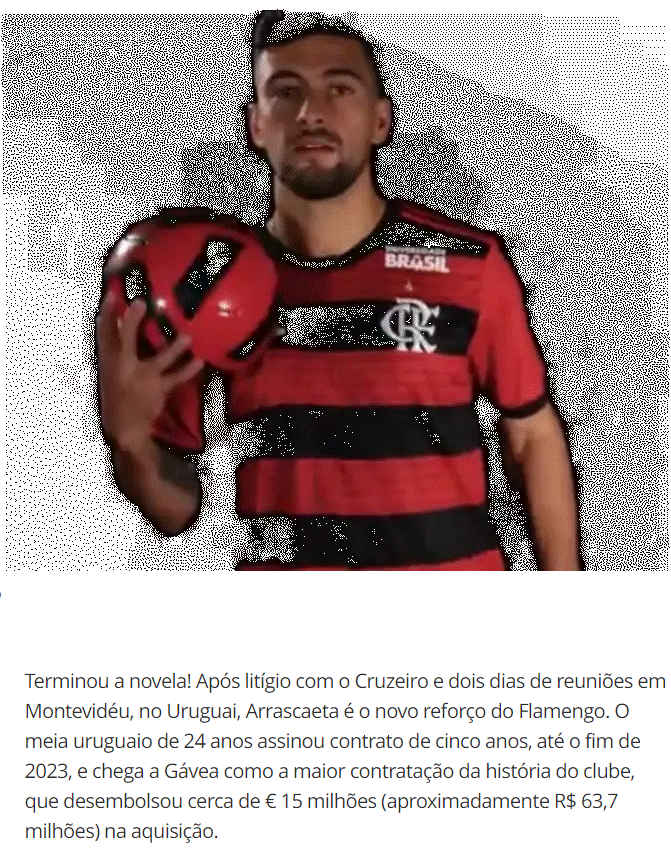 BRASIL
CRF
Terminou a novela! Após litígio com o Cruzeiro e dois dias de reuniões em
Montevidéu, no Uruguai, Arrascaeta é o novo reforço do Flamengo. O
meia uruguaio de 24 anos assinou contrato de cinco anos, até o fim de
2023, e chega a Gávea como a maior contratação da história do clube,
que desembolsou cerca de € 15 milhões (aproximadamente R$ 63,7
milhões) na aquisição.